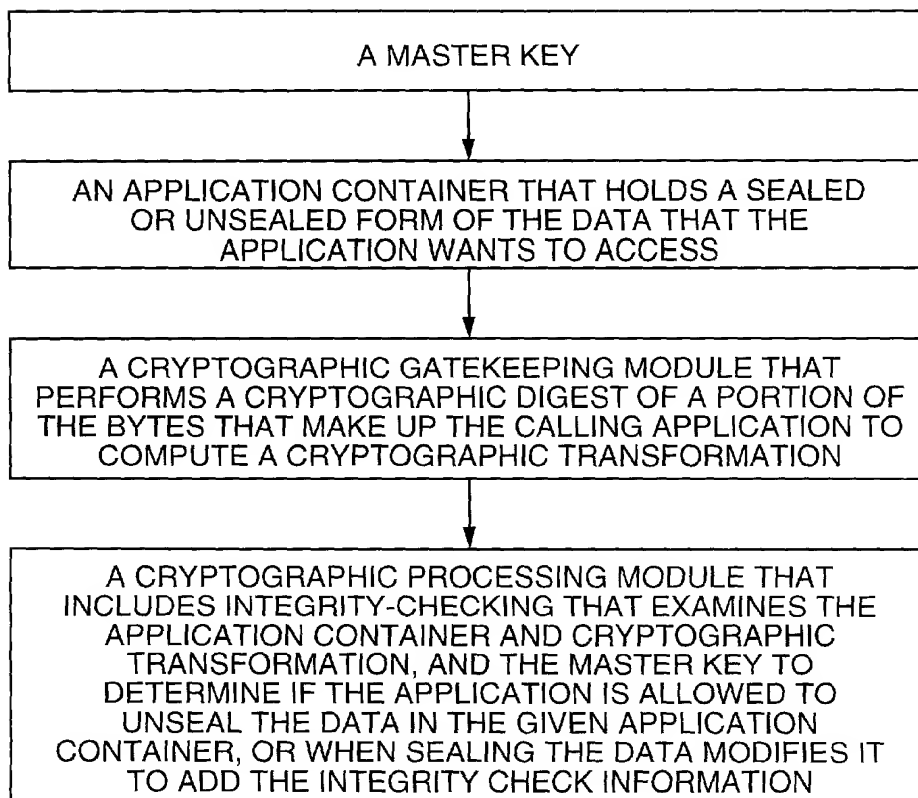 A MASTER KEY
AN APPLICATION CONTAINER THAT HOLDS A SEALED
OR UNSEALED FORM OF THE DATA THAT THE
APPLICATION WANTS TO ACCESS
A CRYPTOGRAPHIC GATEKEEPING MODULE THAT
PERFORMS A CRYPTOGRAPHIC DIGEST OF A PORTION OF
THE BYTES THAT MAKE UP THE CALLING APPLICATION TO
COMPUTE A CRYPTOGRAPHIC TRANSFORMATION
A CRYPTOGRAPHIC PROCESSING MODULE THAT
INCLUDES INTEGRITY-CHECKING THAT EXAMINES THE
APPLICATION CONTAINER AND CRYPTOGRAPHIC
TRANSFORMATION, AND THE MASTER KEY TO
DETERMINE IF THE APPLICATION IS ALLOWED TO
UNSEAL THE DATA IN THE GIVEN APPLICATION
CONTAINER, OR WHEN SEALING THE DATA MODIFIES IT
TO ADD THE INTEGRITY CHECK INFORMATION